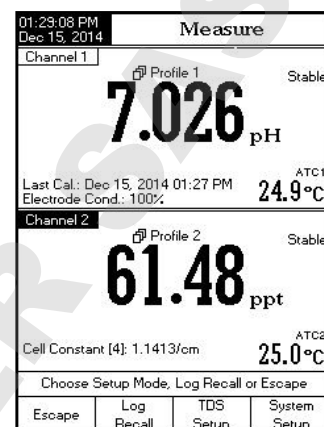 01:29:08 PM
Dec 15, 2014
Measure
Channel 1
Profile 1
Stable
7.026 pH
ATC1
Last Cal.: Dec 15, 2014 01:27 PM
Electrode Cond.: 100%
24.9°C
Channel 2
Profile 2
Stable
61.48 ppt
ATC2
Cell Constant [4]: 1.1413/cm
25.0°C
Choose Setup Mode, Log Recall or Escape
Escape
Log Recall
TDS Setup
System Setup